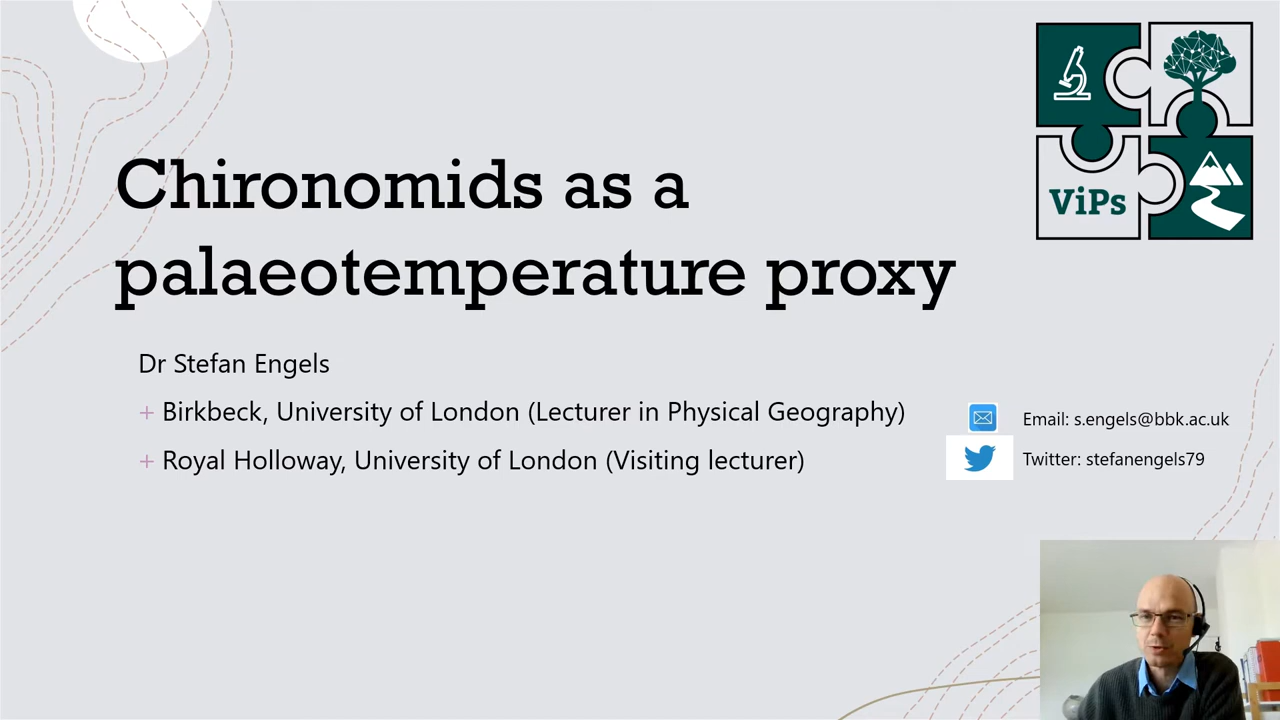 ViPs
Chironomids as a
palaeotemperature proxy
Dr Stefan Engels
+ Birkbeck, University of London (Lecturer in Physical Geography)
+ Royal Holloway, University of London (Visiting lecturer)
Email: s.engels@bbk.ac.uk
Twitter: stefanengels79